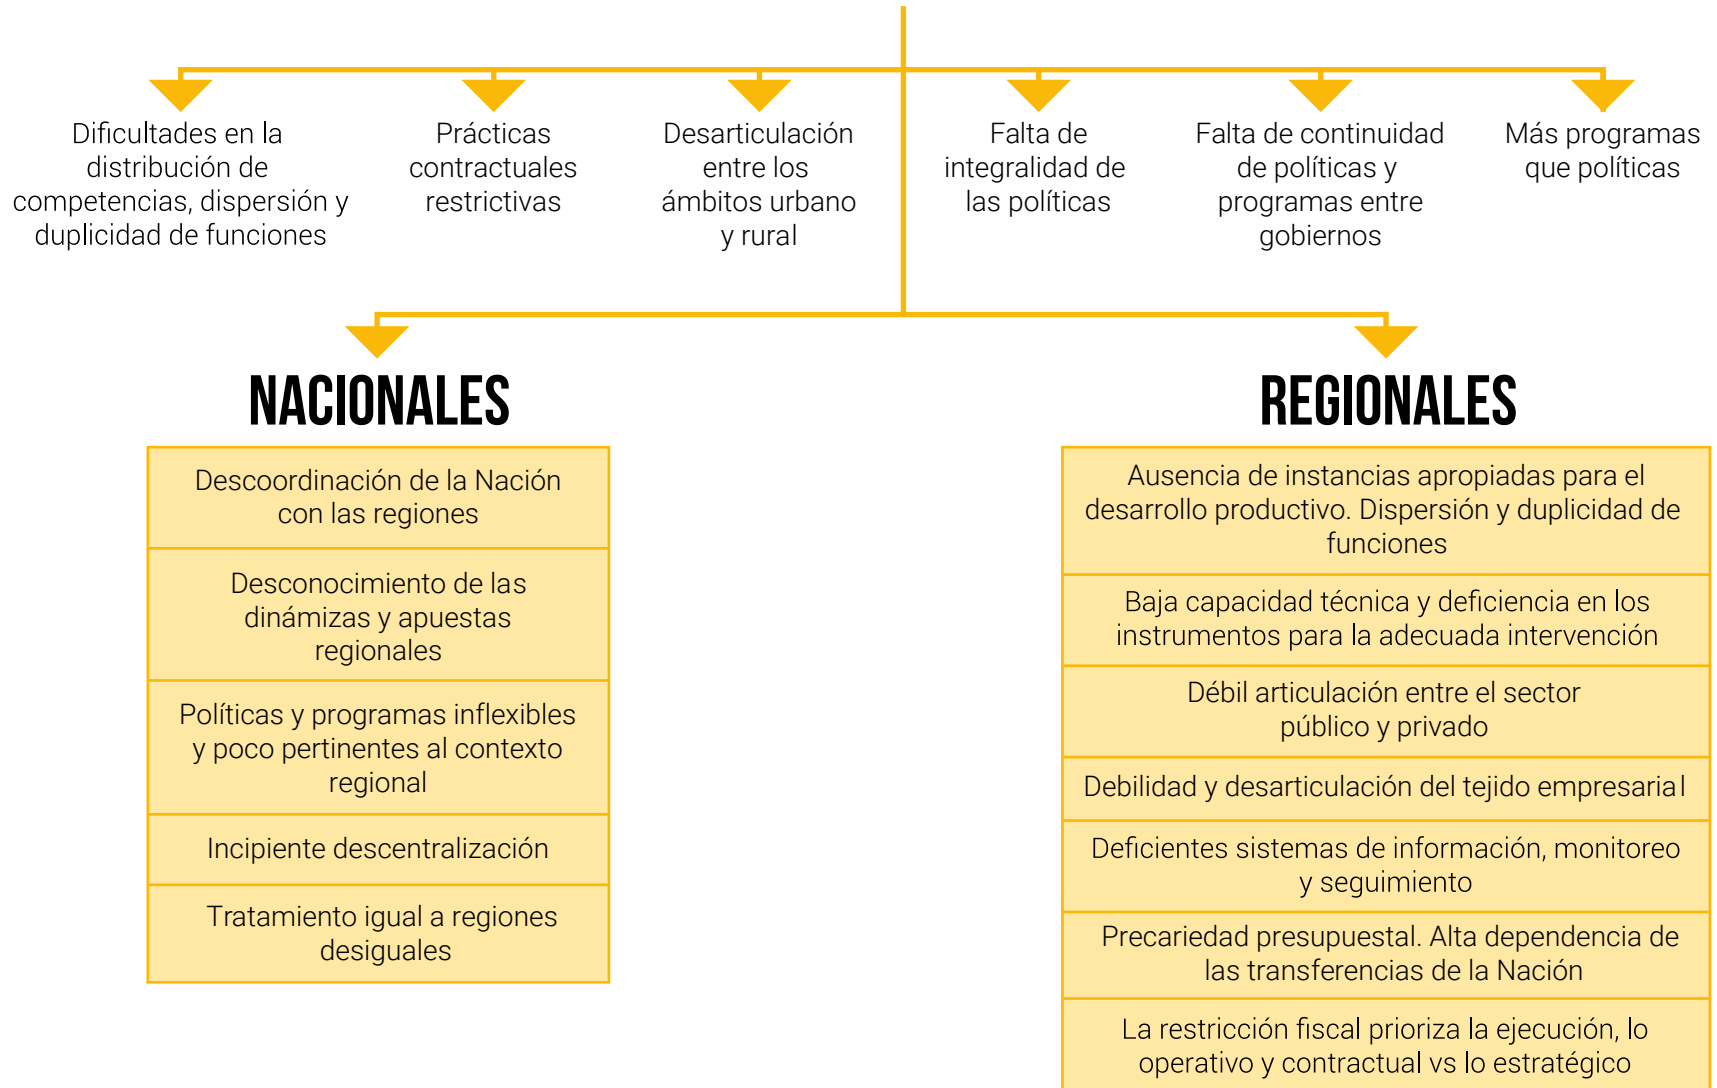 Dificultades en la
distribución de
competencias, dispersión y
duplicidad de funciones
Prácticas
contractuales
restrictivas
Desarticulación
entre los
ámbitos urbano
y rural
Falta de
integralidad de
las políticas
Falta de continuidad
de políticas y
programas entre
gobiernos
Más programas
que políticas
NACIONALES
Descoordinación de la Nación
con las regiones
Desconocimiento de las
dinámizas y apuestas
regionales
Políticas y programas inflexibles
y poco pertinentes al contexto
regional
Incipiente descentralización
Tratamiento igual a regiones
desiguales
REGIONALES
Ausencia de instancias apropiadas para el
desarrollo productivo. Dispersión y duplicidad de
funciones
Baja capacidad técnica y deficiencia en los
instrumentos para la adecuada intervención
Débil articulación entre el sector
público y privado
Debilidad y desarticulación del tejido empresarial
Deficientes sistemas de información, monitoreo
y seguimiento
Precariedad presupuestal. Alta dependencia de
las transferencias de la Nación
La restricción fiscal prioriza la ejecución, lo
operativo y contractual vs lo estratégico